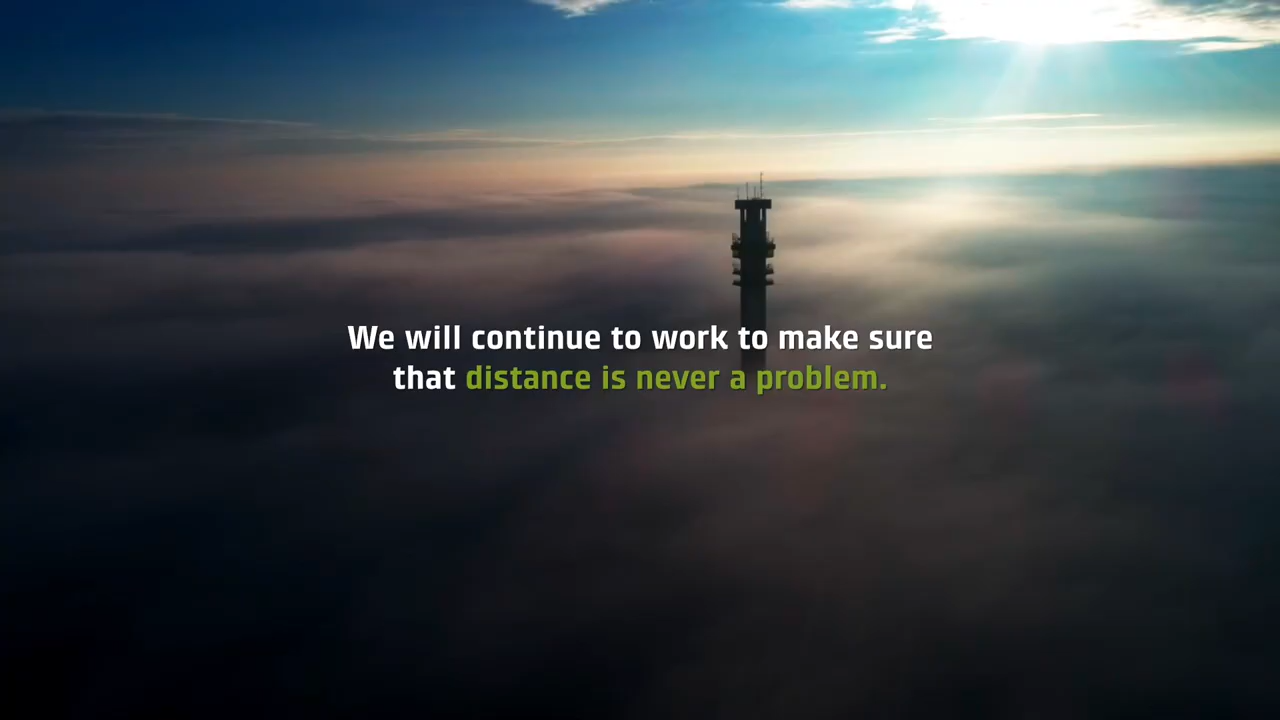 We will continue to work to make sure
that distance is never a problem.